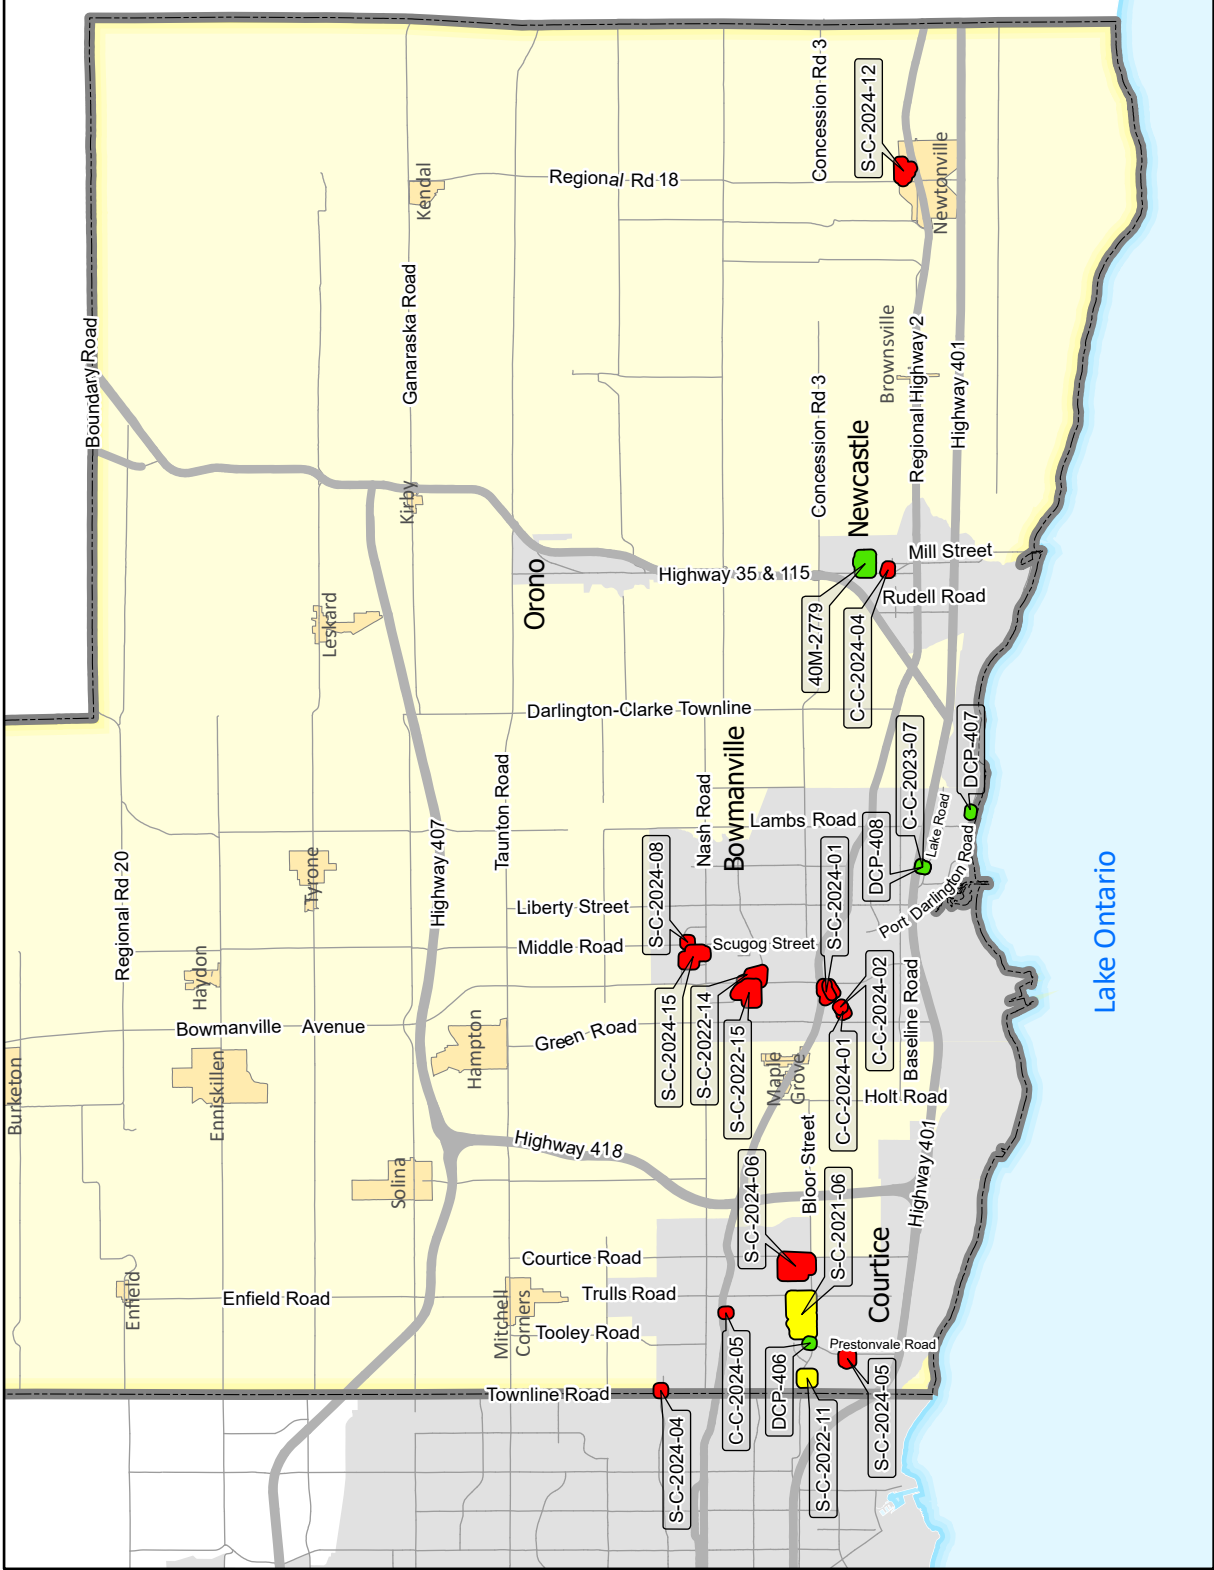 Boundary Road
Concession Rd 3
S-C-2024-12
Kendal
Regional Rd 18
Newtonville
Ganaraska Road
Brownsville
Regional Highway 2
Highway 401
Concession Rd 3
Newcastle
Kirby
Orono
Highway 35 & 115
Mill Street
Rudell Road
40M-2779
C-C-2024-04
Leskard
Darlington-Clarke Townline
Taunton Road
Highway 407
Regional Rd 20
Tyrone
Nash Road
Bowmanville
Lambs Road
C-C-2023-07
DCP-407
DCP-408
Lake Road
Port Darlington Road
Liberty Street
Middle Road
S-C-2024-08
Scugog Street
S-C-2024-01
Haydon
S-C-2024-15
S-C-2022-14
S-C-2022-15
C-C-2024-02
C-C-2024-01
Baseline Road
Lake Ontario
Bowmanville Avenue
Green Road
Hampton
Enniskillen
Burketon
Maple
Grove
Holt Road
Highway 418
Solina
Bloor Street
Highway 401
S-C-2024-06
S-C-2021-06
Courtice
Courtice Road
Trulls Road
Tooley Road
Mitchell
Corners
Enfield
Enfield Road
Prestonvale Road
Townline Road
S-C-2024-04
C-C-2024-05
DCP-406
S-C-2022-11
S-C-2024-05